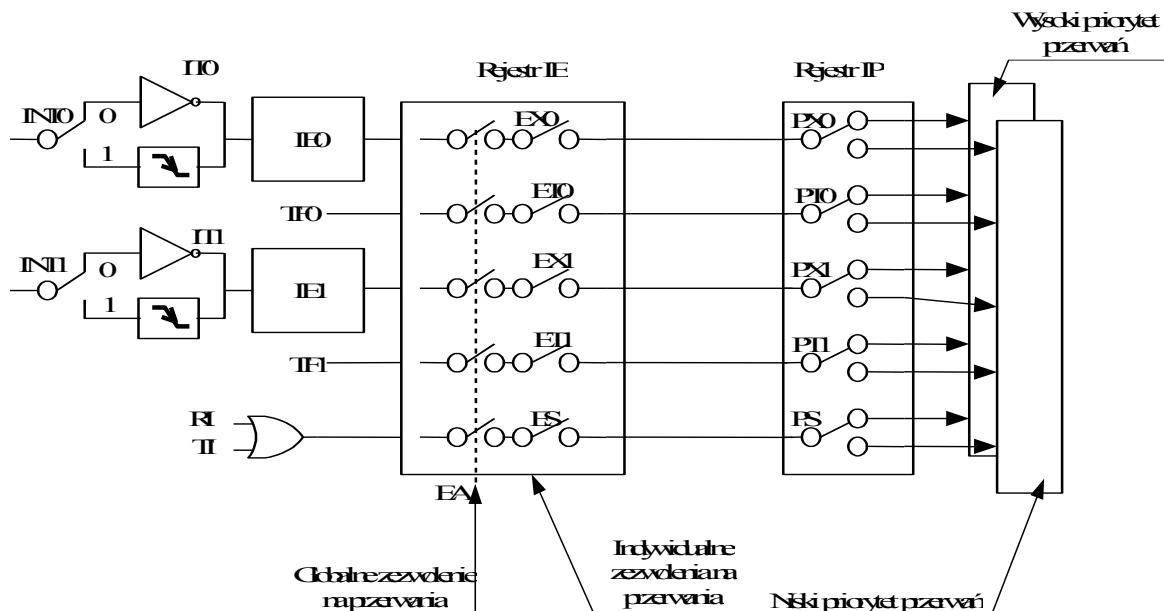 Wysoki priorytet
przerwań
IT0
Rejestr IE
Rejestr IP
INT0
0
EX0
PX0
1
IE0
ET0
PT0
TF0
IT1
INT1
0
EX1
PX1
1
IE1
ET1
PT1
TF1
RI
ES
PS
TI
EA
Globalne zezwolenie
na przerwania
Indywidualne
zezwolenia na
przerwania
Niski priorytet przerwań